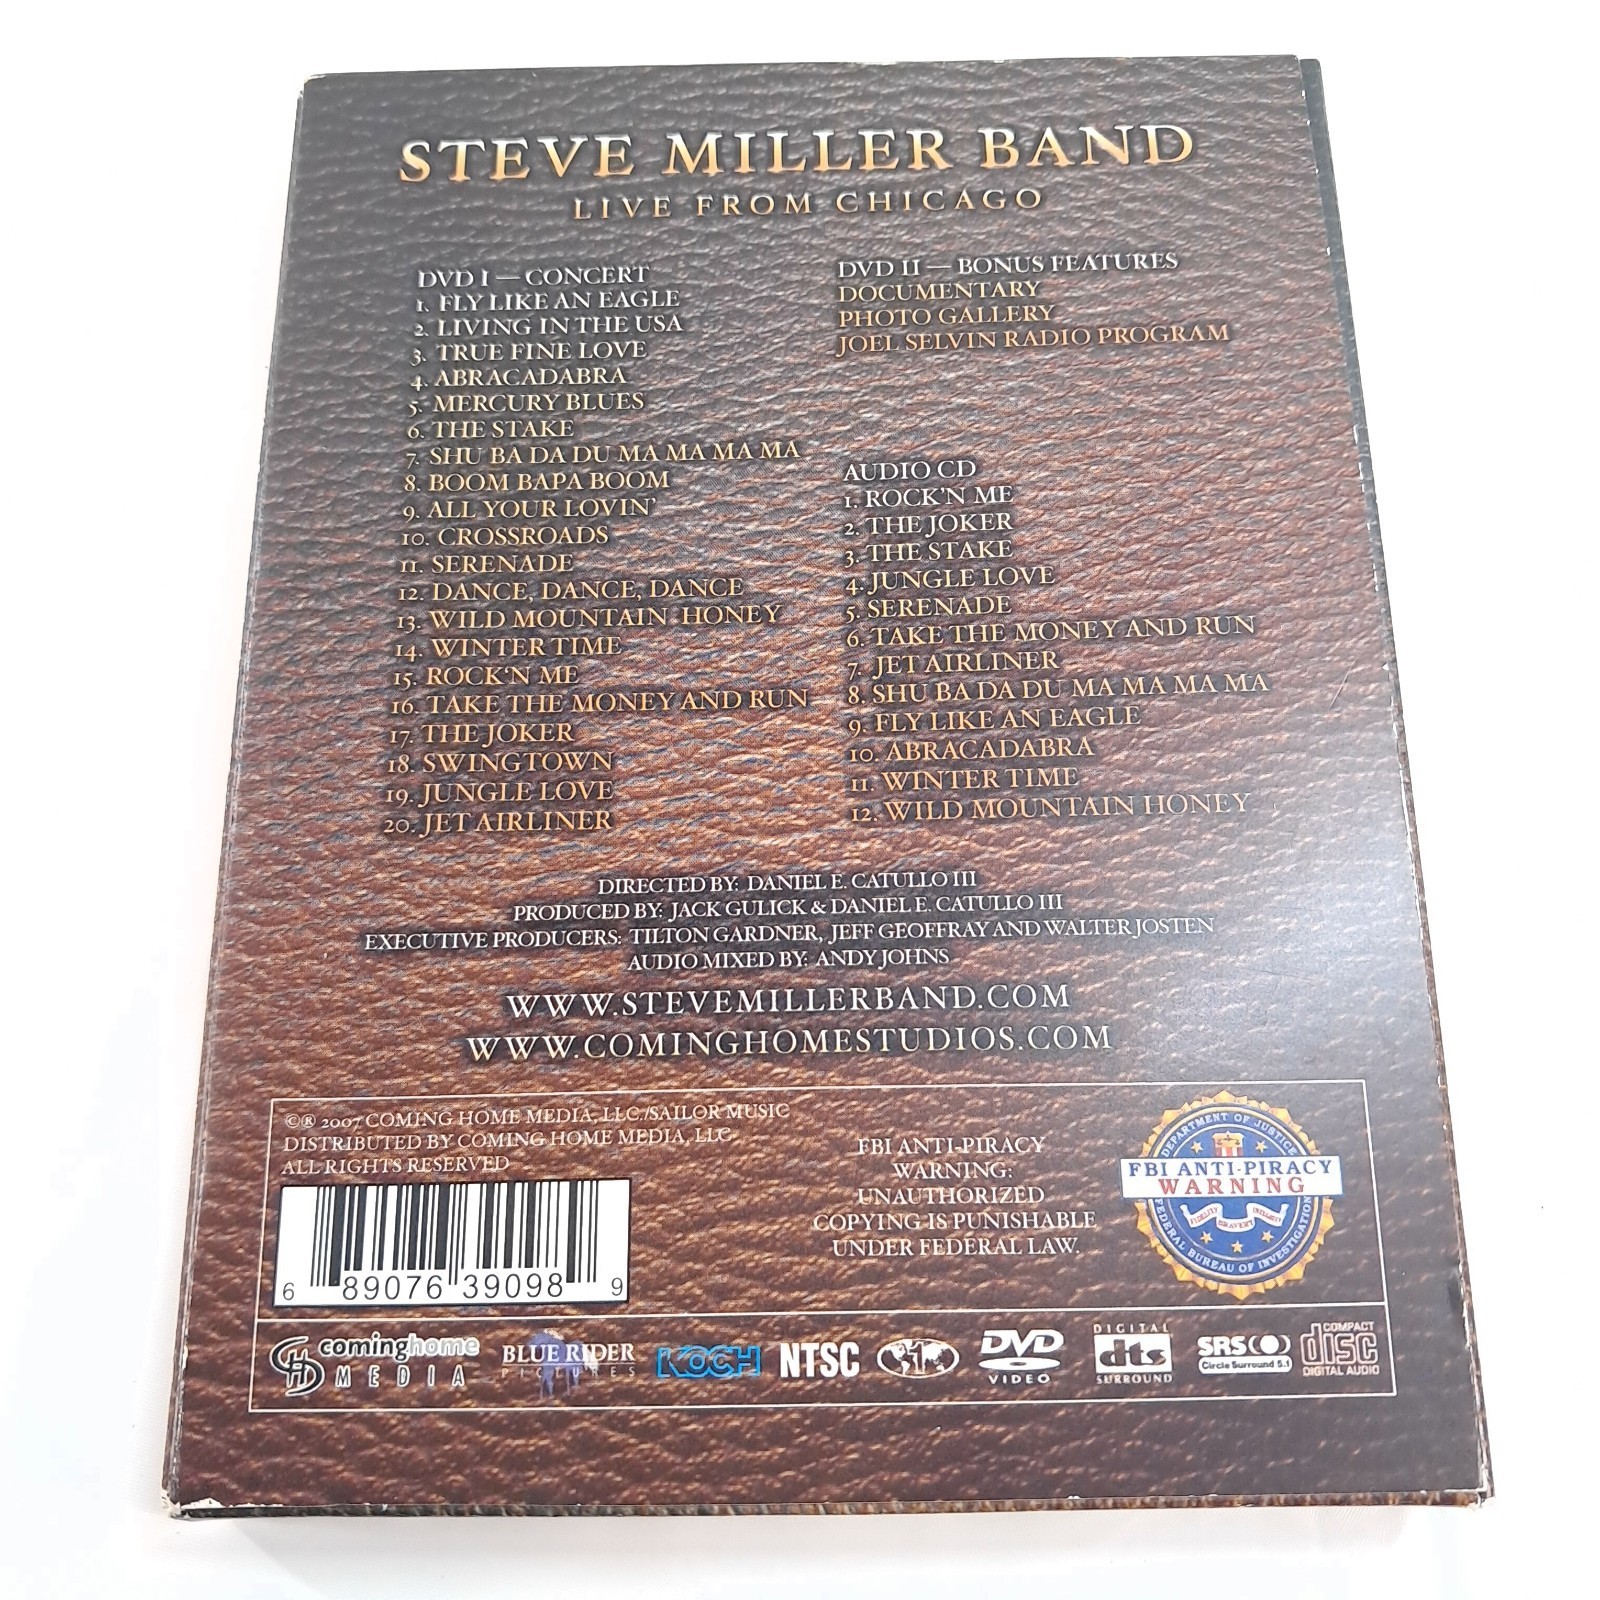 STEVE MILLER BAND
LIVE FROM CHICAGO
DVD I — CONCERT
1. FLY LIKE AN EAGLE
2. LIVING IN THE USA
3. TRUE FINE LOVE
4. ABRACADABRA
5. MERCURY BLUES
6. THE STAKE
7. SHU BA DA DU MA MA MA MA
8. BOOM BAPA BOOM
9. ALL YOUR LOVIN'
10. CROSSROADS
11. SERENADE
12. DANCE, DANCE, DANCE
13. WILD MOUNTAIN HONEY
14. WINTER TIME
15. ROCK'N ME
16. TAKE THE MONEY AND RUN
17. THE JOKER
18. SWINGTOWN
19. JUNGLE LOVE
20. JET AIRLINER
DVD II — BONUS FEATURES
DOCUMENTARY
PHOTO GALLERY
JOEL SELVIN RADIO PROGRAM
AUDIO CD
1. ROCK'N ME
2. THE JOKER
3. THE STAKE
4. JUNGLE LOVE
5. SERENADE
6. TAKE THE MONEY AND RUN
7. JET AIRLINER
8. SHU BA DA DU MA MA MA MA
9. FLY LIKE AN EAGLE
10. ABRACADABRA
11. WINTER TIME
12. WILD MOUNTAIN HONEY
DIRECTED BY: DANIEL E. CATULLO III
PRODUCED BY: JACK GULICK & DANIEL E. CATULLO III
EXECUTIVE PRODUCERS: TILTON GARDNER, JEFF GEOFFRAY AND WALTER JOSTEN
AUDIO MIXED BY: ANDY JOHNS
WWW.STEVEMILLERBAND.COM
WWW.COMINGHOMESTUDIOS.COM
©® 2007 COMING HOME MEDIA, LLC./SAILOR MUSIC
DISTRIBUTED BY COMING HOME MEDIA, LLC
ALL RIGHTS RESERVED
6 89076 39098 9
FBI ANTI-PIRACY
WARNING:
UNAUTHORIZED
COPYING IS PUNISHABLE
UNDER FEDERAL LAW.
DEPARTMENT OF JUSTICE
FBI ANTI-PIRACY
WARNING
FIDELITY BRAVERY INTEGRITY
FEDERAL BUREAU OF INVESTIGATION
CH cominghome
MEDIA
BLUE RIDER
PICTURES
KOCH
NTSC
1
DVD
VIDEO
DIGITAL
dts
SURROUND
SRS
Circle Surround 5.1
COMPACT
disc
DIGITAL AUDIO